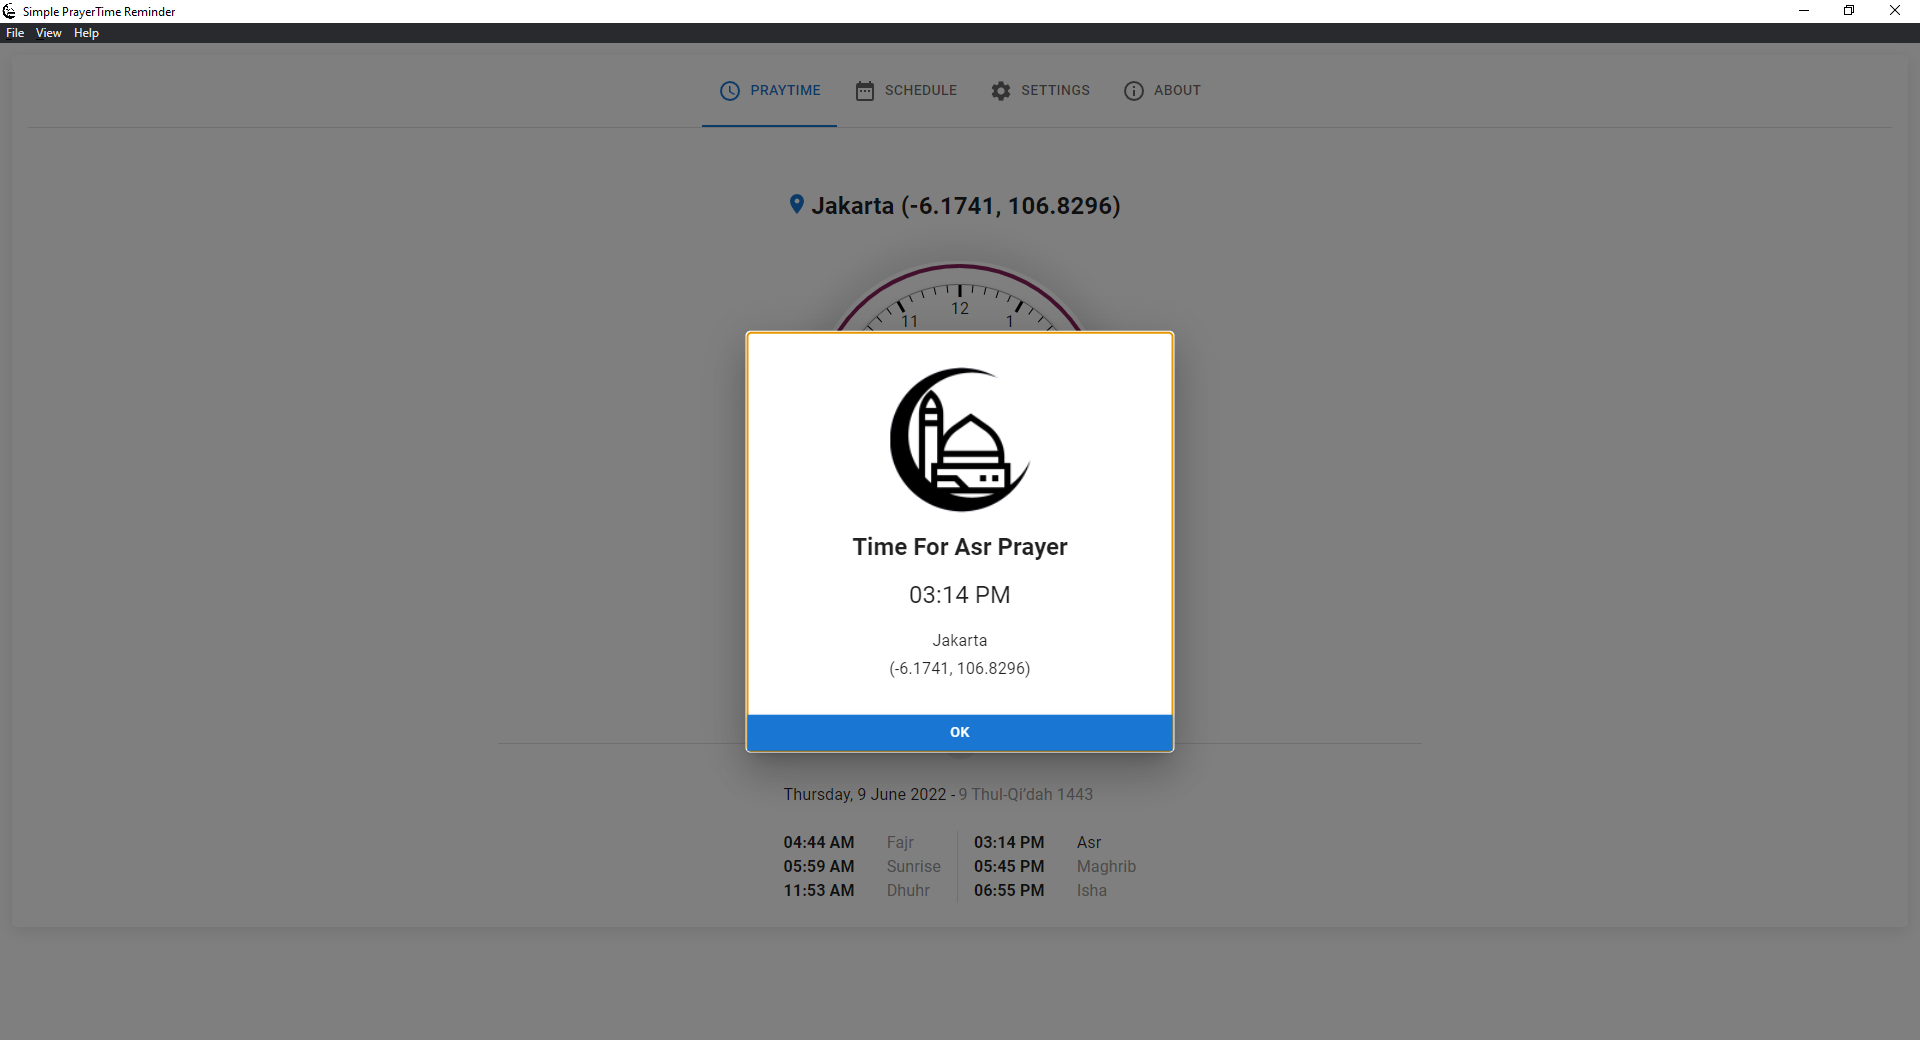 Simple PrayerTime Reminder
File View Help
PRAYTIME SCHEDULE SETTINGS ABOUT
Jakarta (-6.1741, 106.8296)
12
11 1
Time For Asr Prayer
03:14 PM
Jakarta
(-6.1741, 106.8296)
OK
Thursday, 9 June 2022 - 9 Thul-Qi'dah 1443
04:44 AM Fajr 03:14 PM Asr
05:59 AM Sunrise 05:45 PM Maghrib
11:53 AM Dhuhr 06:55 PM Isha